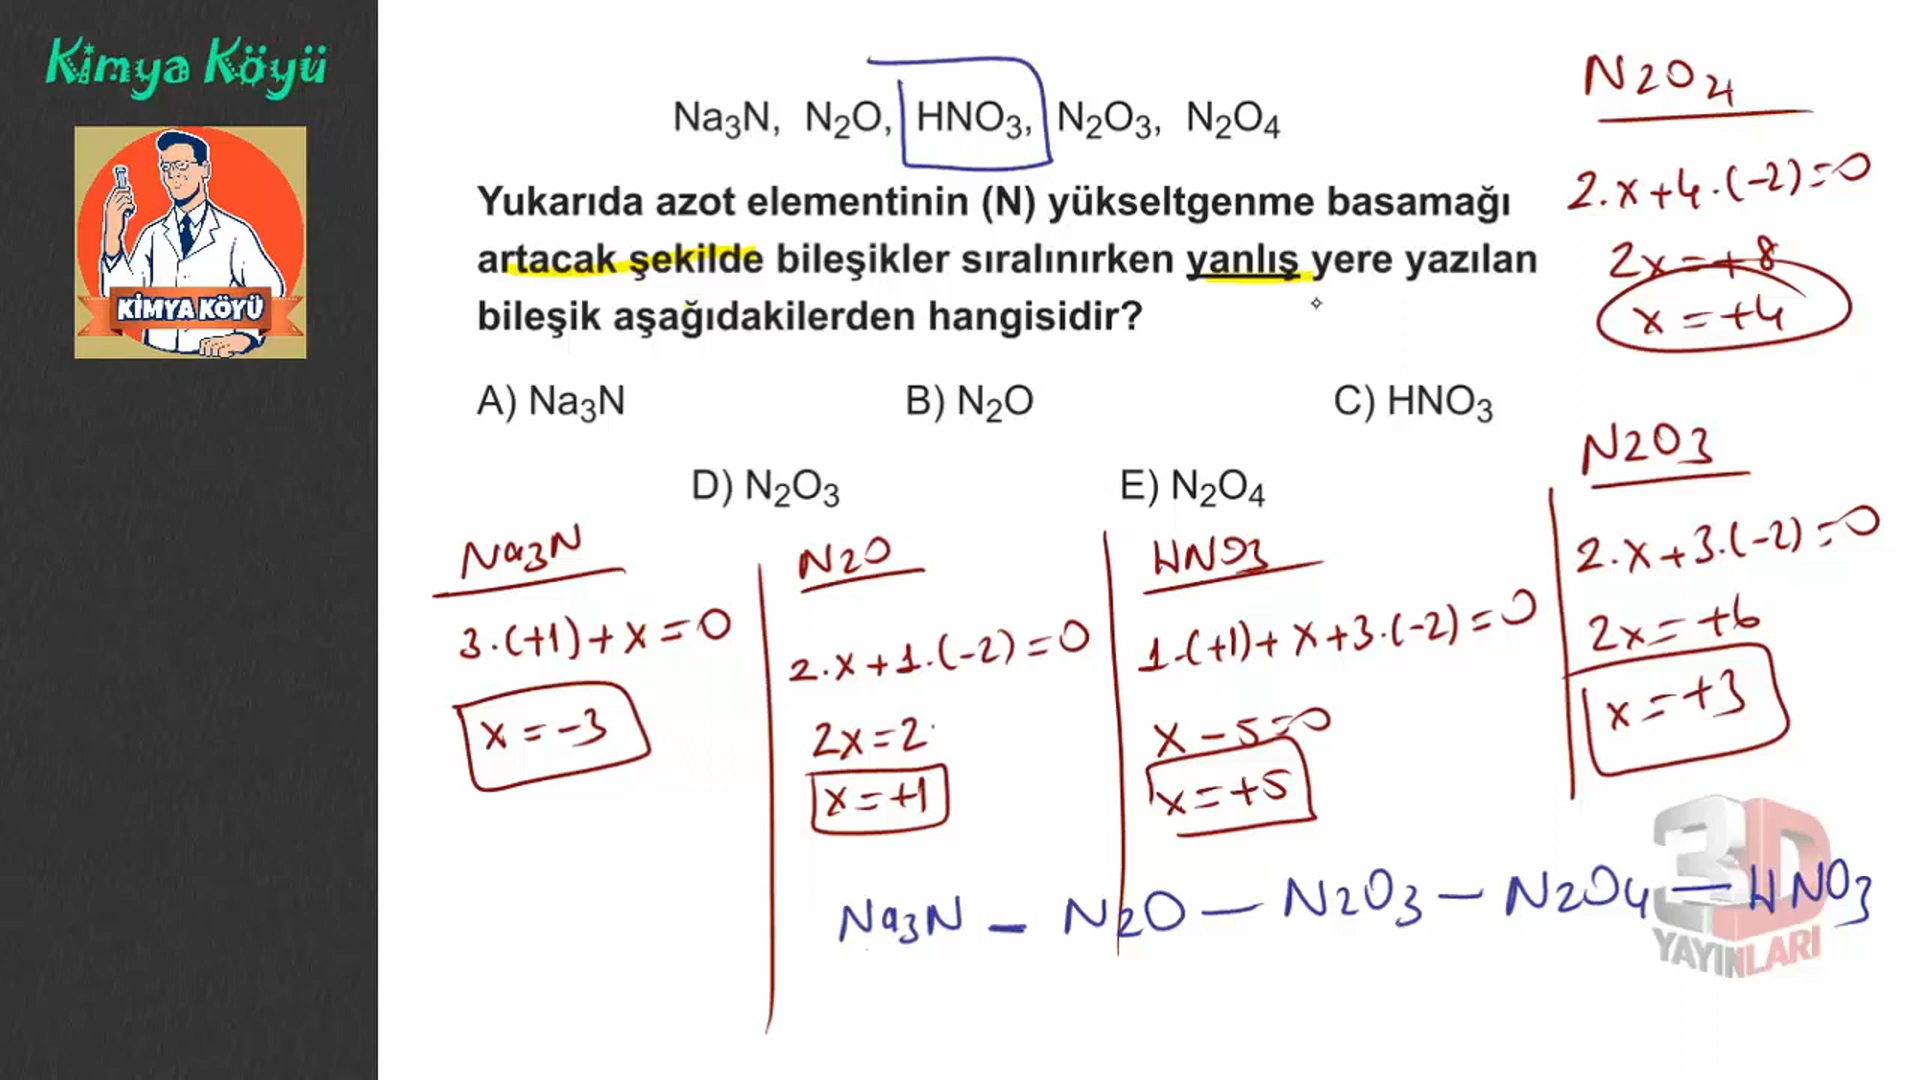 Kimya Köyü
KİMYA KÖYÜ
Na₃N, N₂O, HNO₃, N₂O₃, N₂O₄
Yukarıda azot elementinin (N) yükseltgenme basamağı
artacak şekilde bileşikler sıralınırken yanlış yere yazılan
bileşik aşağıdakilerden hangisidir?
A) Na₃N B) N₂O C) HNO₃
D) N₂O₃ E) N₂O₄
N2O4
2.x+4.(-2)=0
2x=+8
x=+4
Na3N
3.(+1)+x=0
x=-3
N2O
2.x+1.(-2)=0
2x=2
x=+1
HNO3
1.(+1)+x+3.(-2)=0
x-5=0
x=+5
N2O3
2.x+3.(-2)=0
2x=+6
x=+3
Na3N - N2O - N2O3 - N2O4 - HNO3
3D
YAYINLARI